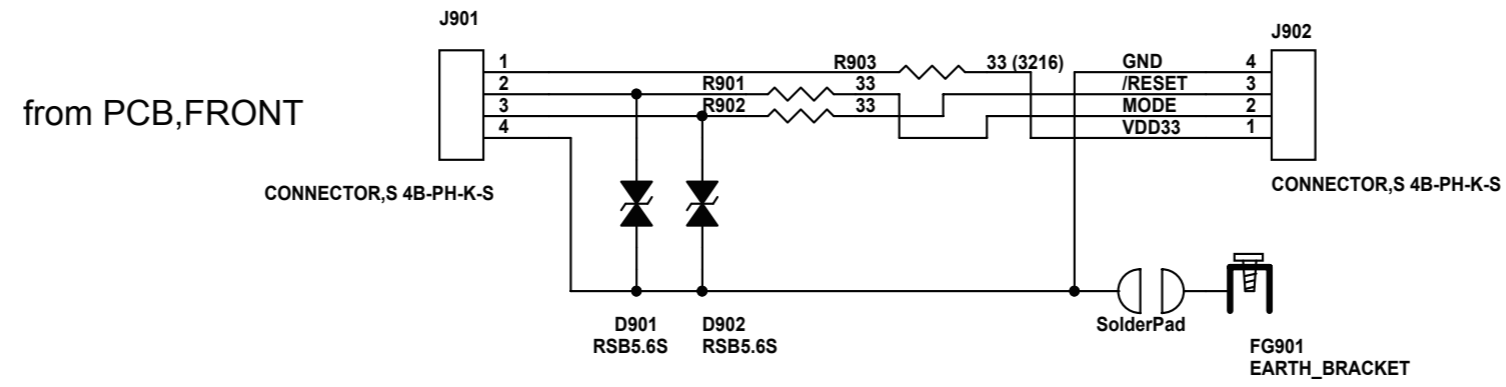 J901
J902
1
R903
33 (3216)
GND
4
2
R901
33
/RESET
3
3
R902
33
MODE
2
4
VDD33
1
from PCB,FRONT
CONNECTOR,S 4B-PH-K-S
CONNECTOR,S 4B-PH-K-S
D901
RSB5.6S
D902
RSB5.6S
SolderPad
FG901
EARTH_BRACKET